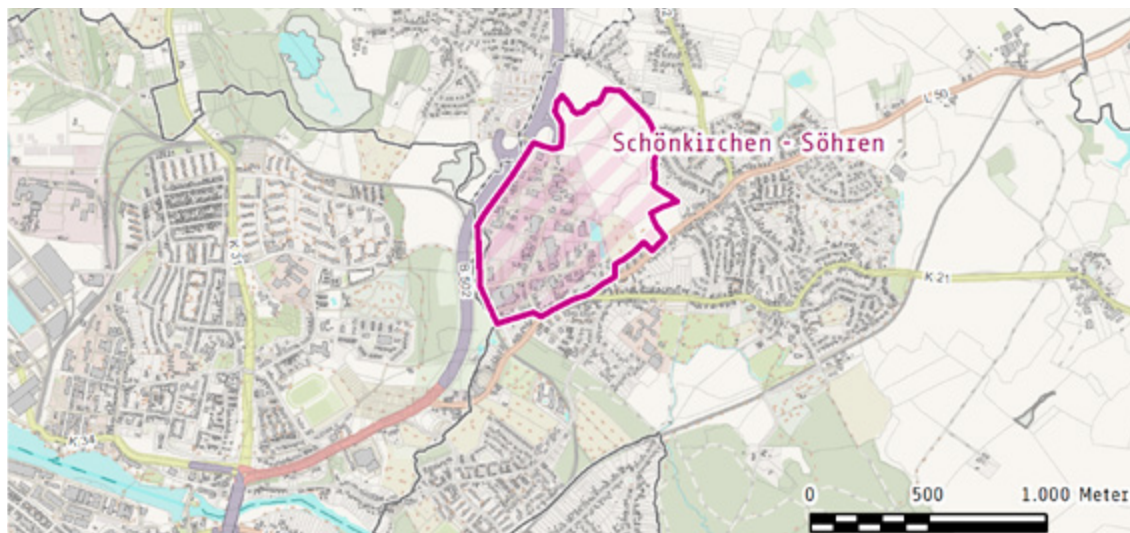 L 50
Schönkirchen - Söhren
K 31
B 502
K 21
K 34
0 500 1.000 Meter